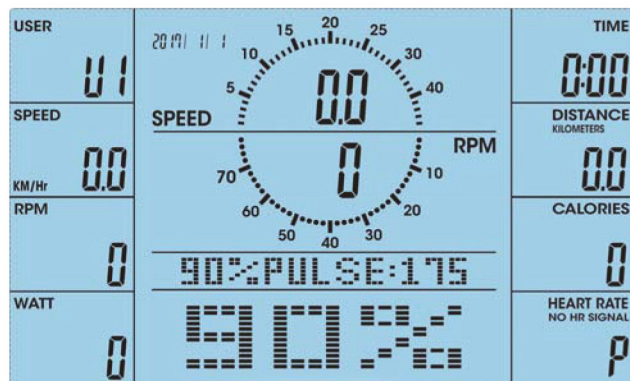 USER
U1
SPEED
KM/Hr 0.0
RPM
0
WATT
0
2017/ 1/ 1
5 10 15 20 25 30 40
0.0
SPEED
RPM
0
10 20 30 40 50 60 70
90%PULSE:175
90%
TIME
0:00
DISTANCE
KILOMETERS
0.0
CALORIES
0
HEART RATE
NO HR SIGNAL
P